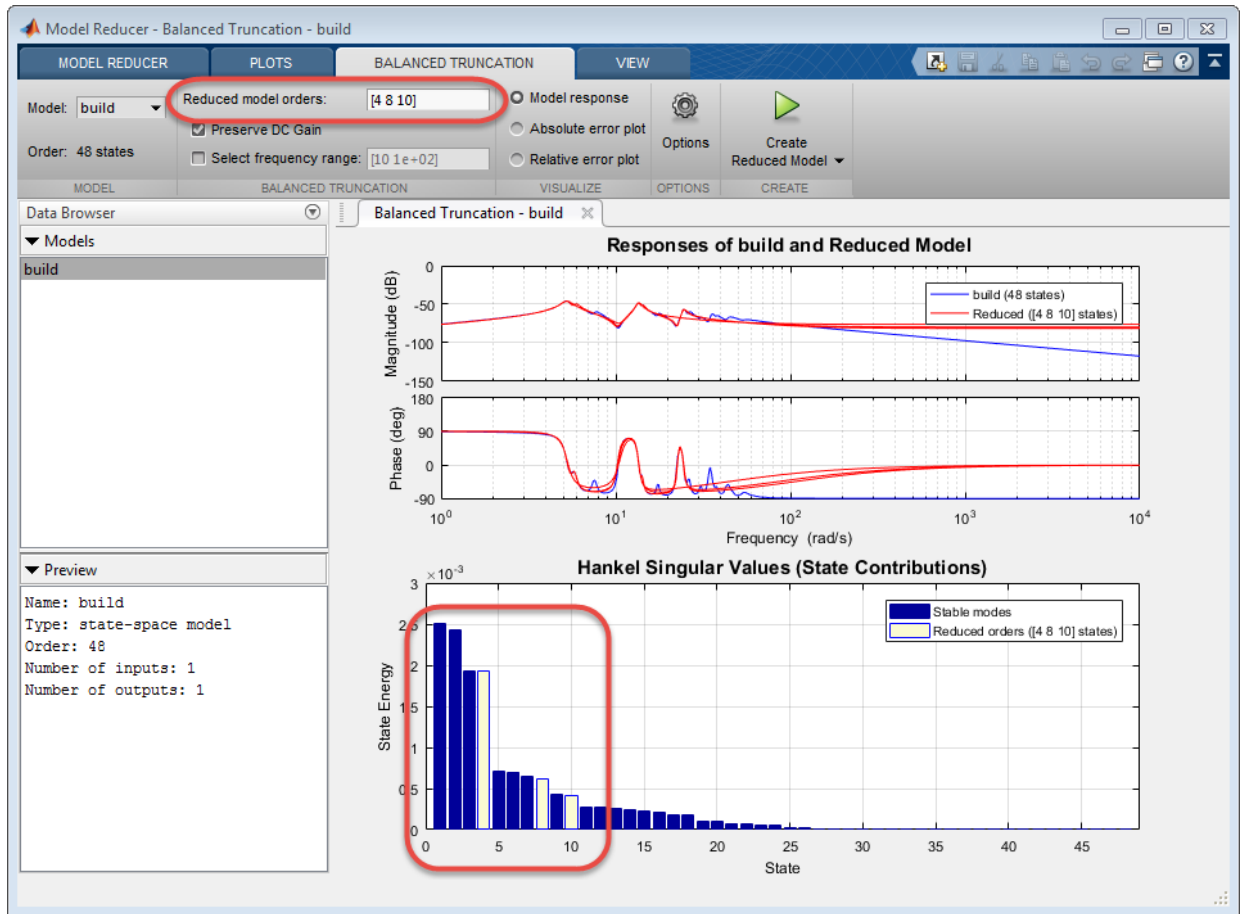 Model Reducer - Balanced Truncation - build
MODEL REDUCER PLOTS BALANCED TRUNCATION VIEW
Model: build
Order: 48 states
MODEL
Reduced model orders: [4 8 10]
Preserve DC Gain
Select frequency range: [10 1e+02]
BALANCED TRUNCATION
Model response
Absolute error plot
Relative error plot
VISUALIZE
Options
OPTIONS
Create
Reduced Model
CREATE
Data Browser
Models
build
Preview
Name: build
Type: state-space model
Order: 48
Number of inputs: 1
Number of outputs: 1
Balanced Truncation - build
Responses of build and Reduced Model
Magnitude (dB)
0
-50
-100
-150
build (48 states)
Reduced ([4 8 10] states)
Phase (deg)
180
90
0
-90
10^0 10^1 10^2 10^3 10^4
Frequency (rad/s)
Hankel Singular Values (State Contributions)
×10^-3
State Energy
3
2.5
2
1.5
1
0.5
0
Stable modes
Reduced orders ([4 8 10] states)
0 5 10 15 20 25 30 35 40 45
State